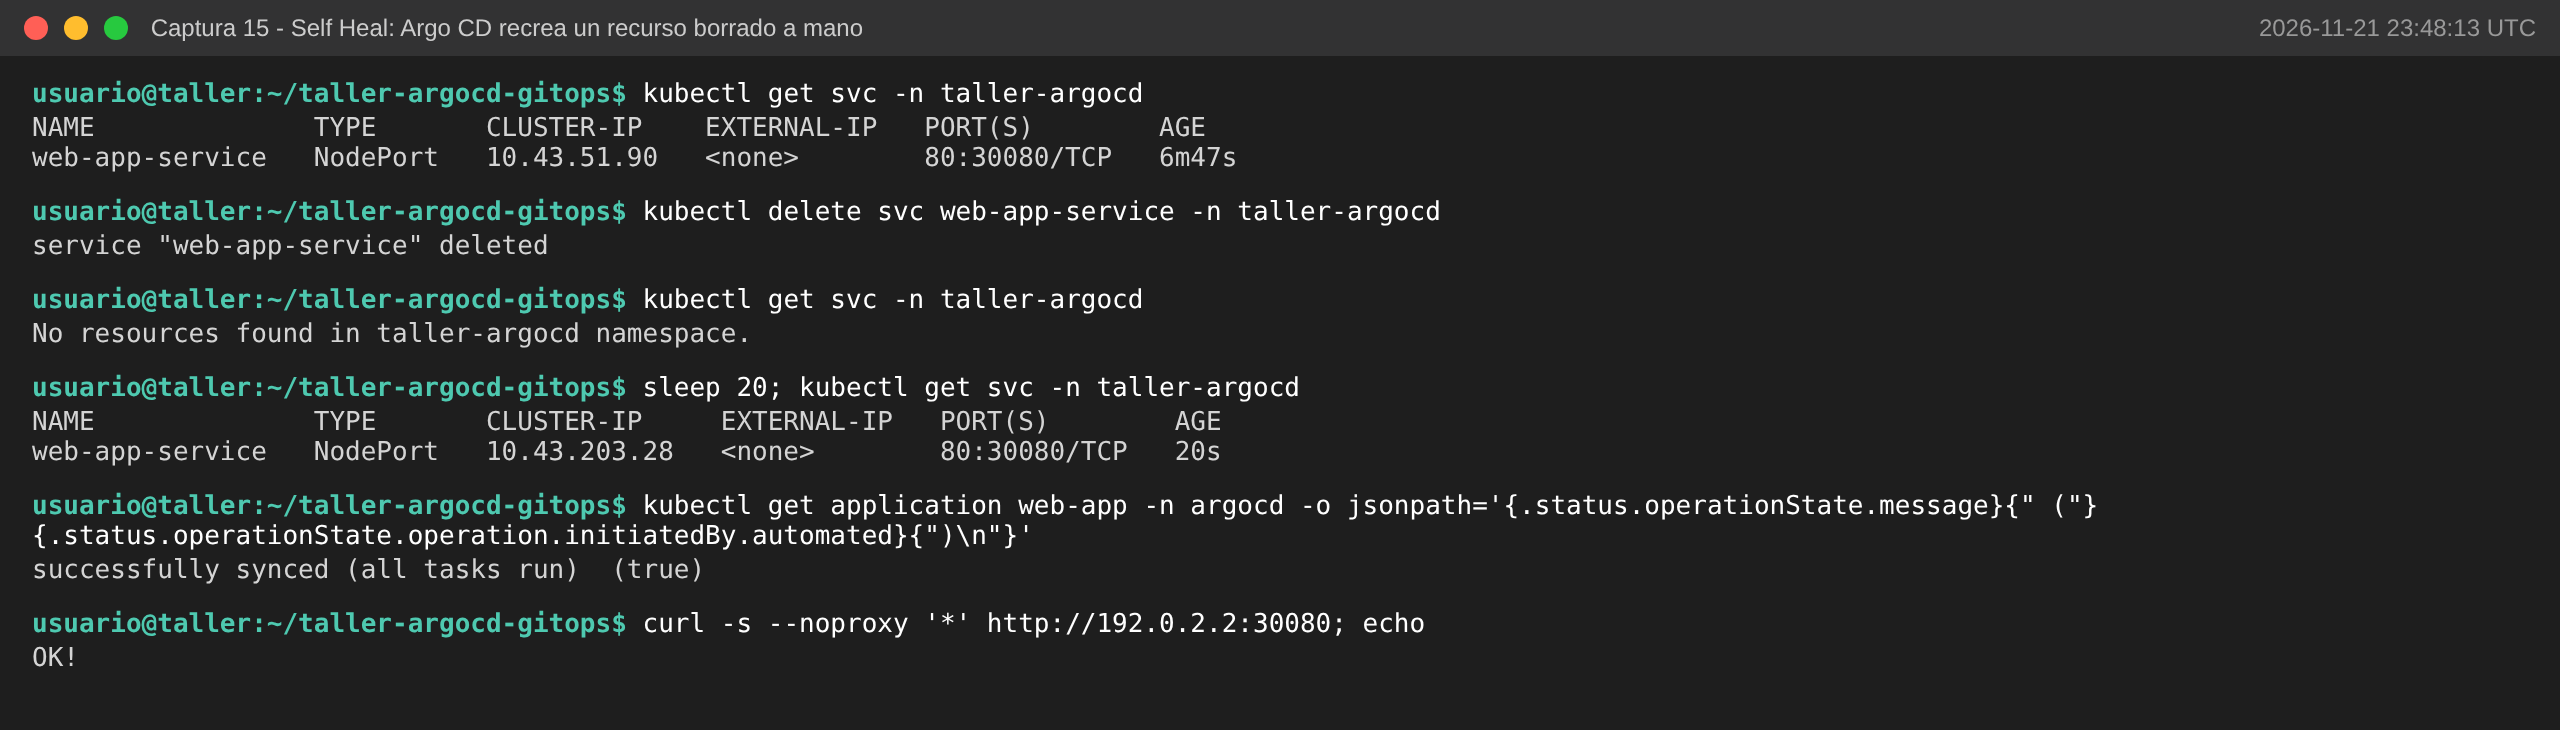 Captura 15 - Self Heal: Argo CD recrea un recurso borrado a mano 2026-11-21 23:48:13 UTC
usuario@taller:~/taller-argocd-gitops$ kubectl get svc -n taller-argocd
NAME              TYPE       CLUSTER-IP    EXTERNAL-IP   PORT(S)        AGE
web-app-service   NodePort   10.43.51.90   <none>        80:30080/TCP   6m47s
usuario@taller:~/taller-argocd-gitops$ kubectl delete svc web-app-service -n taller-argocd
service "web-app-service" deleted
usuario@taller:~/taller-argocd-gitops$ kubectl get svc -n taller-argocd
No resources found in taller-argocd namespace.
usuario@taller:~/taller-argocd-gitops$ sleep 20; kubectl get svc -n taller-argocd
NAME              TYPE       CLUSTER-IP     EXTERNAL-IP   PORT(S)        AGE
web-app-service   NodePort   10.43.203.28   <none>        80:30080/TCP   20s
usuario@taller:~/taller-argocd-gitops$ kubectl get application web-app -n argocd -o jsonpath='{.status.operationState.message}{" ("}
{.status.operationState.operation.initiatedBy.automated}{")\n"}'
successfully synced (all tasks run)  (true)
usuario@taller:~/taller-argocd-gitops$ curl -s --noproxy '*' http://192.0.2.2:30080; echo
OK!